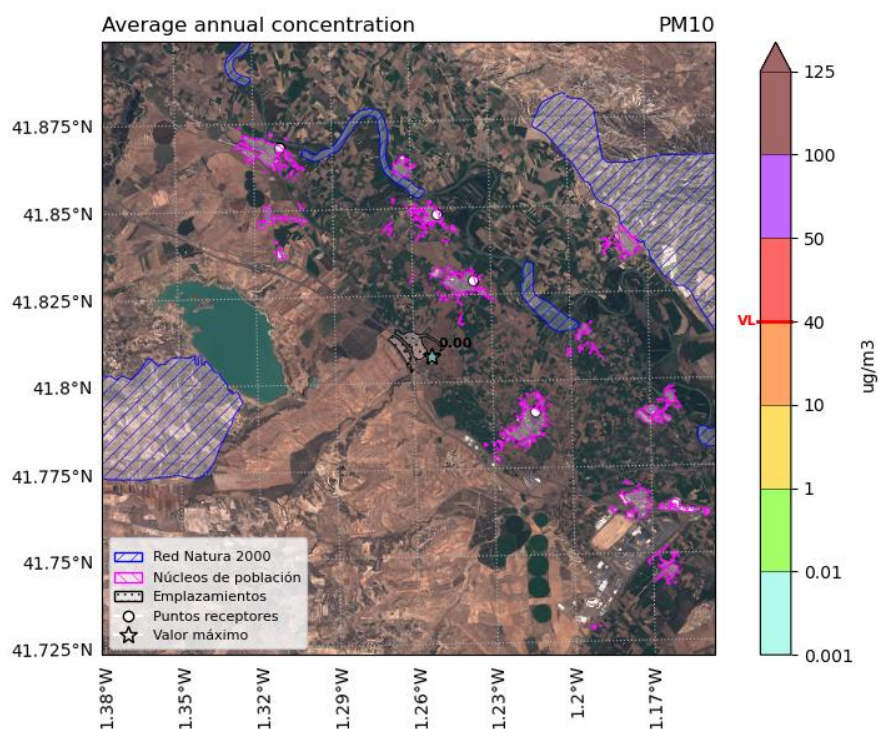 Average annual concentration PM10
41.875°N
41.85°N
41.825°N
41.8°N
41.775°N
41.75°N
41.725°N
0.00
Red Natura 2000
Núcleos de población
Emplazamientos
Puntos receptores
Valor máximo
1.38°W
1.35°W
1.32°W
1.29°W
1.26°W
1.23°W
1.2°W
1.17°W
125
100
50
VL 40
10
1
0.01
0.001
ug/m3